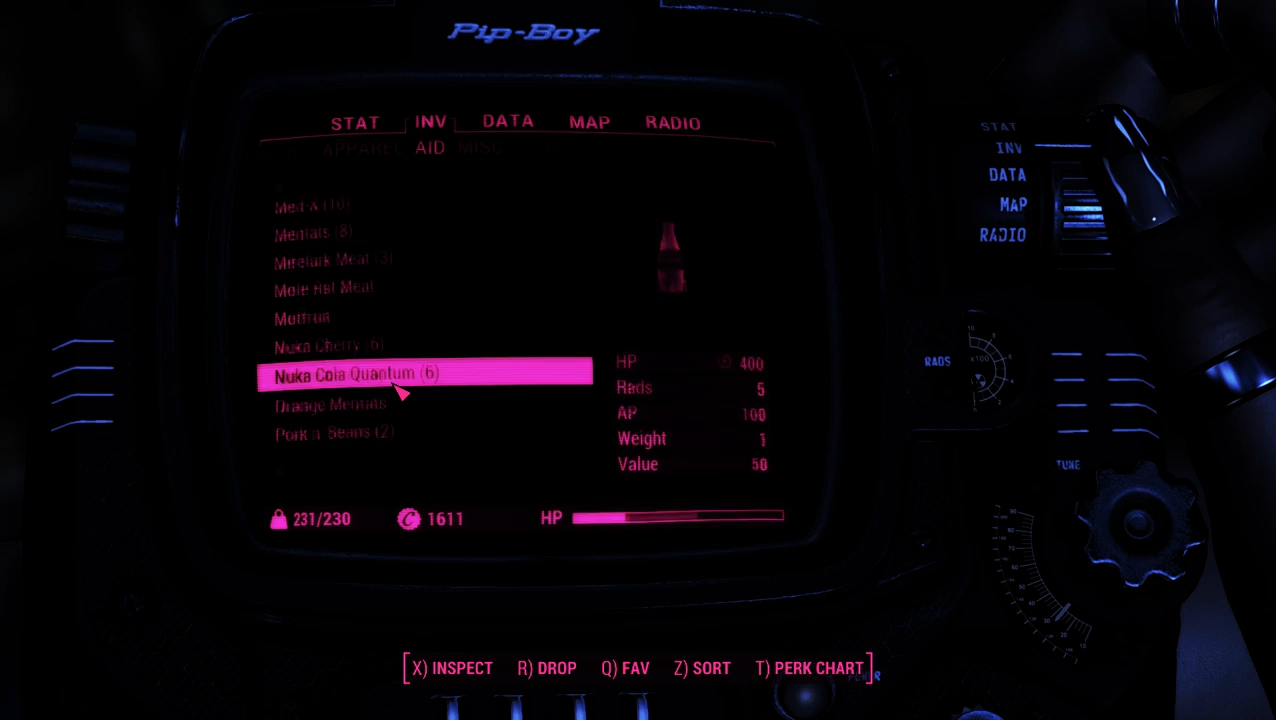 Pip-Boy
STAT INV DATA MAP RADIO
APPAREL AID MISC
Med-X (10)
Mentats (8)
Mirelurk Meat (3)
Mole Rat Meat
Mutfruit
Nuka Cherry (6)
Nuka Cola Quantum (6)
Orange Mentats
Pork n' Beans (2)
HP 400
Rads 5
AP 100
Weight 1
Value 50
231/230 1611 HP
X) INSPECT R) DROP Q) FAV Z) SORT T) PERK CHART
STAT
INV
DATA
MAP
RADIO
RADS
x100
TUNE